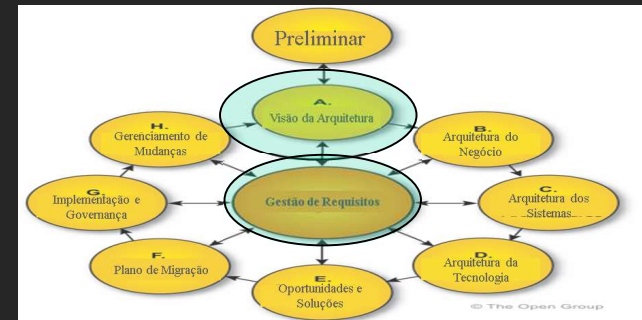 Preliminar
A.
Visão da Arquitetura
H.
Gerenciamento de
Mudanças
B.
Arquitetura do
Negócio
G.
Implementação e
Governança
Gestão de Requisitos
C.
Arquitetura dos
Sistemas
F.
Plano de Migração
D.
Arquitetura da
Tecnologia
E.
Oportunidades e
Soluções
© The Open Group